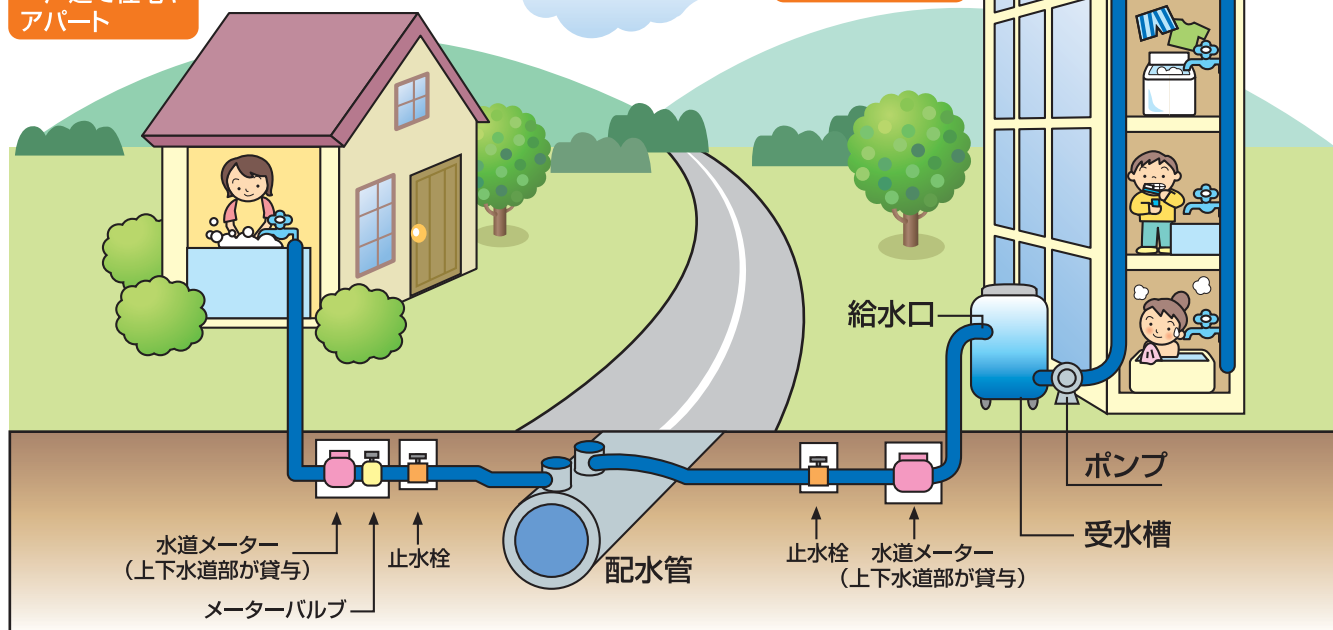 アパート
給水口
ポンプ
受水槽
水道メーター
（上下水道部が貸与）
メーターバルブ
止水栓
配水管
止水栓
水道メーター
（上下水道部が貸与）